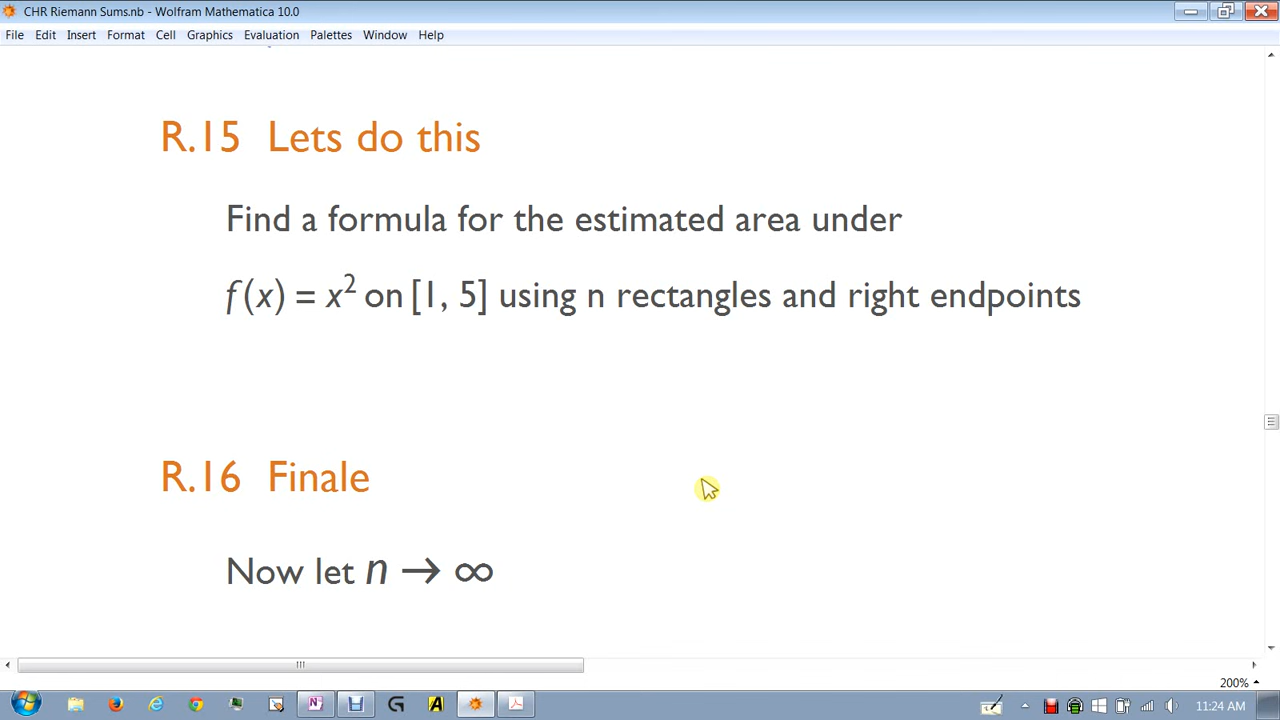 CHR Riemann Sums.nb - Wolfram Mathematica 10.0
File Edit Insert Format Cell Graphics Evaluation Palettes Window Help
R.15 Lets do this
Find a formula for the estimated area under
f(x) = x² on [1, 5] using n rectangles and right endpoints
R.16 Finale
Now let n → ∞
200%
11:24 AM